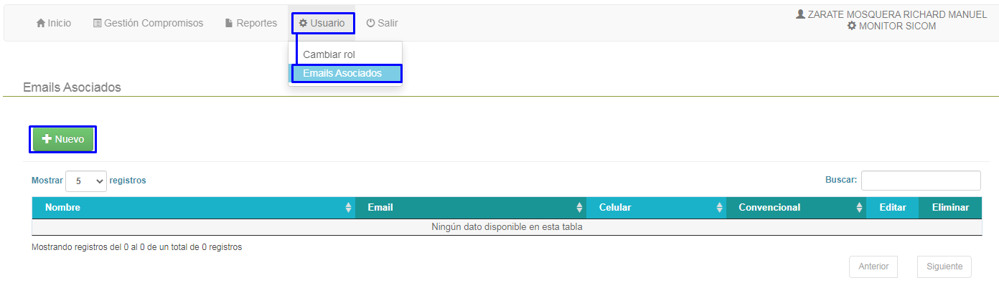 Inicio Gestión Compromisos Reportes Usuario Salir
ZARATE MOSQUERA RICHARD MANUEL
MONITOR SICOM
Cambiar rol
Emails Asociados
Emails Asociados
Nuevo
Mostrar 5 registros Buscar:
Nombre Email Celular Convencional Editar Eliminar
Ningún dato disponible en esta tabla
Mostrando registros del 0 al 0 de un total de 0 registros
Anterior Siguiente